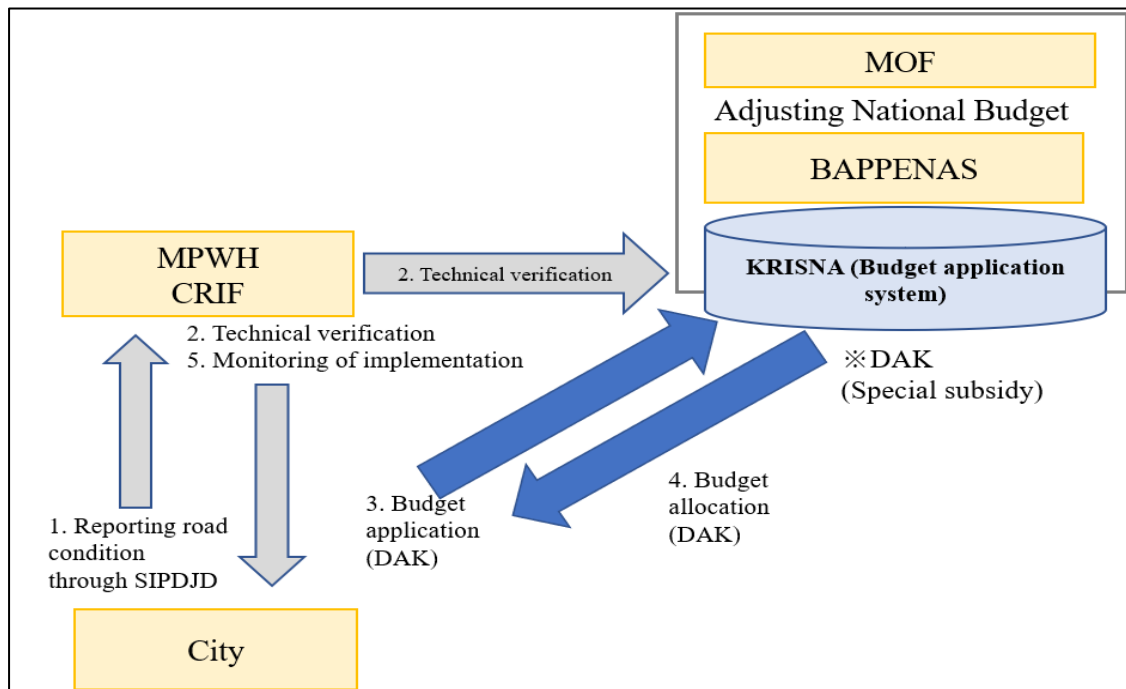 MOF
Adjusting National Budget
BAPPENAS
KRISNA (Budget application
system)
MPWH
CRIF
2. Technical verification
2. Technical verification
5. Monitoring of implementation
※DAK
(Special subsidy)
1. Reporting road
condition
through SIPDJD
3. Budget
application
(DAK)
4. Budget
allocation
(DAK)
City